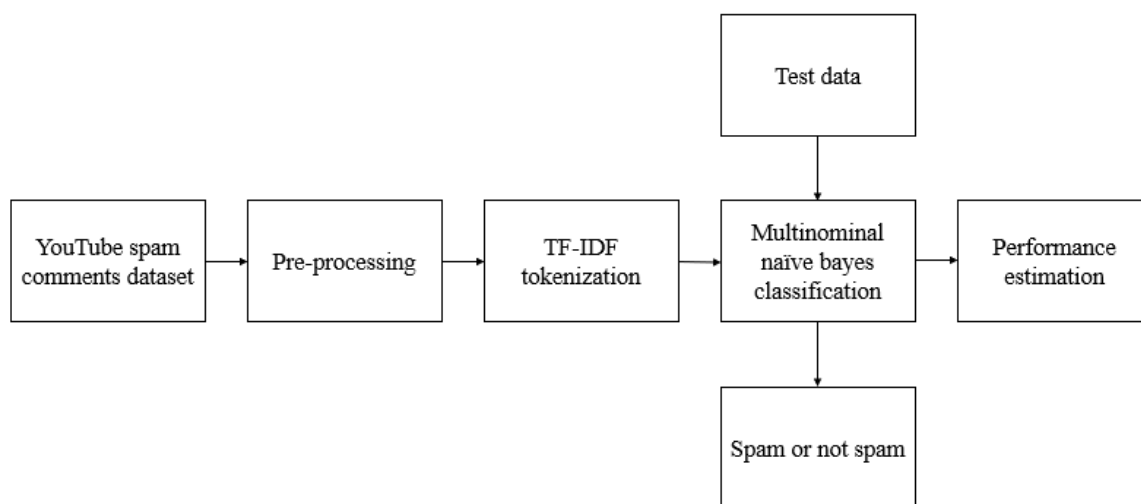 Test data
YouTube spam
comments dataset
Pre-processing
TF-IDF
tokenization
Multinominal
naïve bayes
classification
Performance
estimation
Spam or not spam